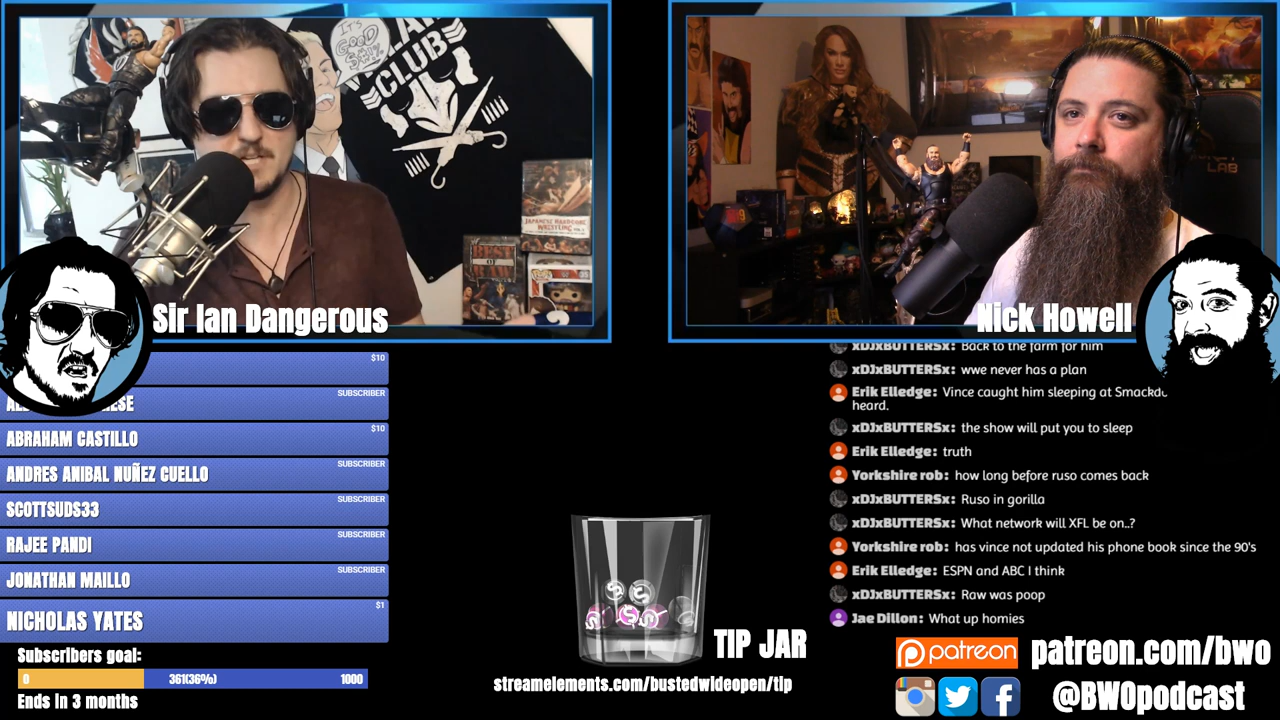 IT'S
GOOD
SH!%
CLUB
JAPANESE HARDCORE
WRESTLING
LAB
Sir Ian Dangerous
Nick Howell
$10
SUBSCRIBER
ABRAHAM CASTILLO
$10
ANDRES ANIBAL NUÑEZ CUELLO
SUBSCRIBER
SCOTTSUDS33
SUBSCRIBER
RAJEE PANDI
SUBSCRIBER
JONATHAN MAILLO
SUBSCRIBER
NICHOLAS YATES
$1
Subscribers goal:
0 361(36%) 1000
Ends in 3 months
TIP JAR
streamelements.com/bustedwideopen/tip
xDJxBUTTERSx: Back to the farm for him
xDJxBUTTERSx: wwe never has a plan
Erik Elledge: Vince caught him sleeping at
heard.
xDJxBUTTERSx: the show will put you to sleep
Erik Elledge: truth
Yorkshire rob: how long before ruso comes back
xDJxBUTTERSx: Ruso in gorilla
xDJxBUTTERSx: What network will XFL be on..?
Yorkshire rob: has vince not updated his phone book since the 90's
Erik Elledge: ESPN and ABC I think
xDJxBUTTERSx: Raw was poop
Jae Dillon: What up homies
patreon patreon.com/bwo
@BWOpodcast